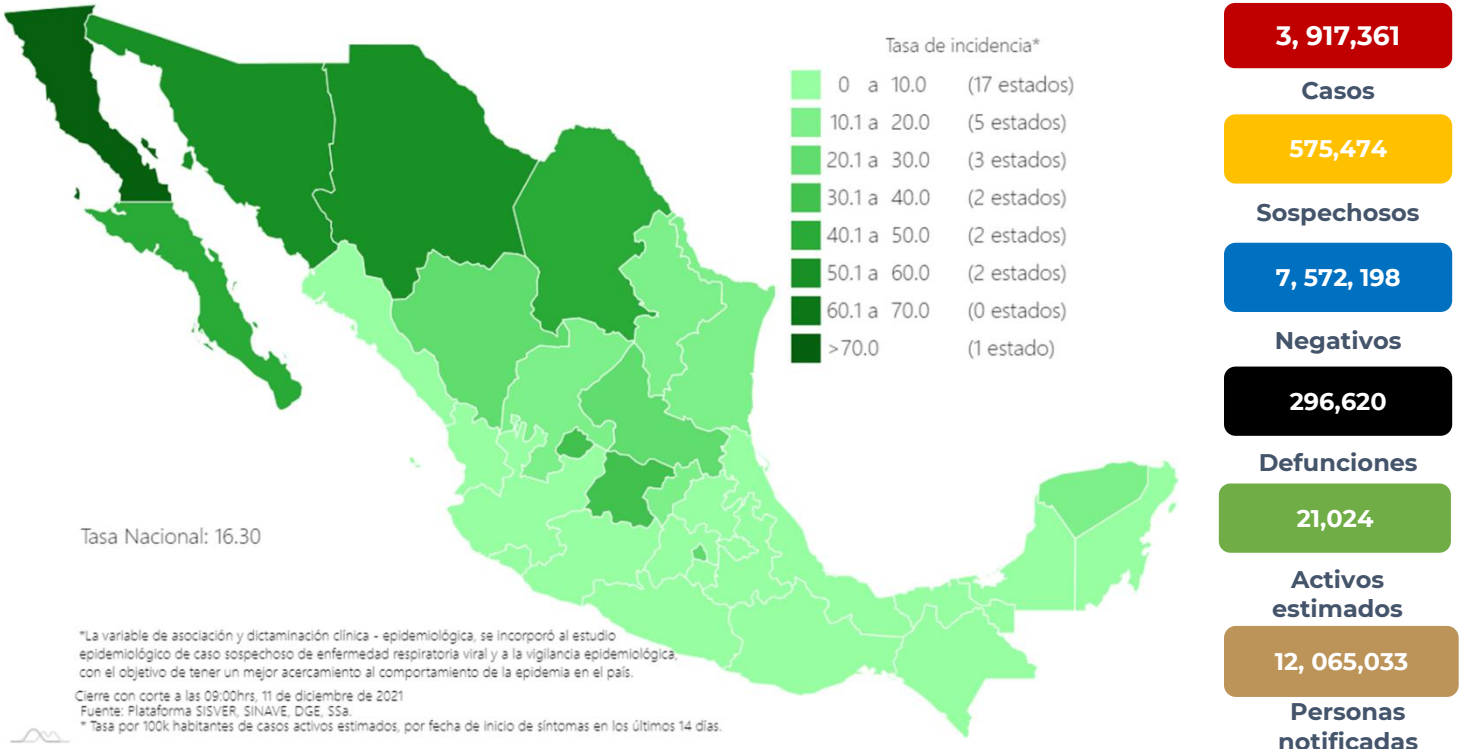 Tasa de incidencia*
0 a 10.0 (17 estados)
10.1 a 20.0 (5 estados)
20.1 a 30.0 (3 estados)
30.1 a 40.0 (2 estados)
40.1 a 50.0 (2 estados)
50.1 a 60.0 (2 estados)
60.1 a 70.0 (0 estados)
>70.0 (1 estado)
Tasa Nacional: 16.30
*La variable de asociación y dictaminación clínica - epidemiológica, se incorporó al estudio
epidemiológico de caso sospechoso de enfermedad respiratoria viral y a la vigilancia epidemiológica,
con el objetivo de tener un mejor acercamiento al comportamiento de la epidemia en el país.
Cierre con corte a las 09:00hrs, 11 de diciembre de 2021
Fuente: Plataforma SISVER, SINAVE, DGE, SSa.
* Tasa por 100k habitantes de casos activos estimados, por fecha de inicio de síntomas en los últimos 14 días.
3, 917,361
Casos
575,474
Sospechosos
7, 572, 198
Negativos
296,620
Defunciones
21,024
Activos
estimados
12, 065,033
Personas
notificadas